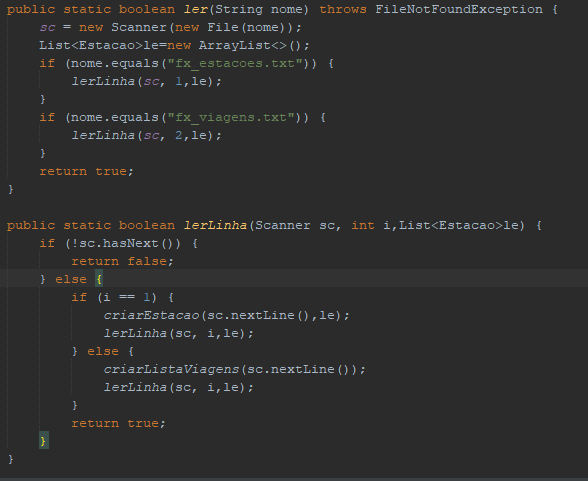 public static boolean ler(String nome) throws FileNotFoundException {
sc = new Scanner(new File(nome));
List<Estacao>le=new ArrayList<>();
if (nome.equals("fx_estacoes.txt")) {
lerLinha(sc, 1,le);
}
if (nome.equals("fx_viagens.txt")) {
lerLinha(sc, 2,le);
}
return true;
}
public static boolean lerLinha(Scanner sc, int i,List<Estacao>le) {
if (!sc.hasNext()) {
return false;
} else {
if (i == 1) {
criarEstacao(sc.nextLine(),le);
lerLinha(sc, i,le);
} else {
criarListaViagens(sc.nextLine());
lerLinha(sc, i,le);
}
return true;
}
}